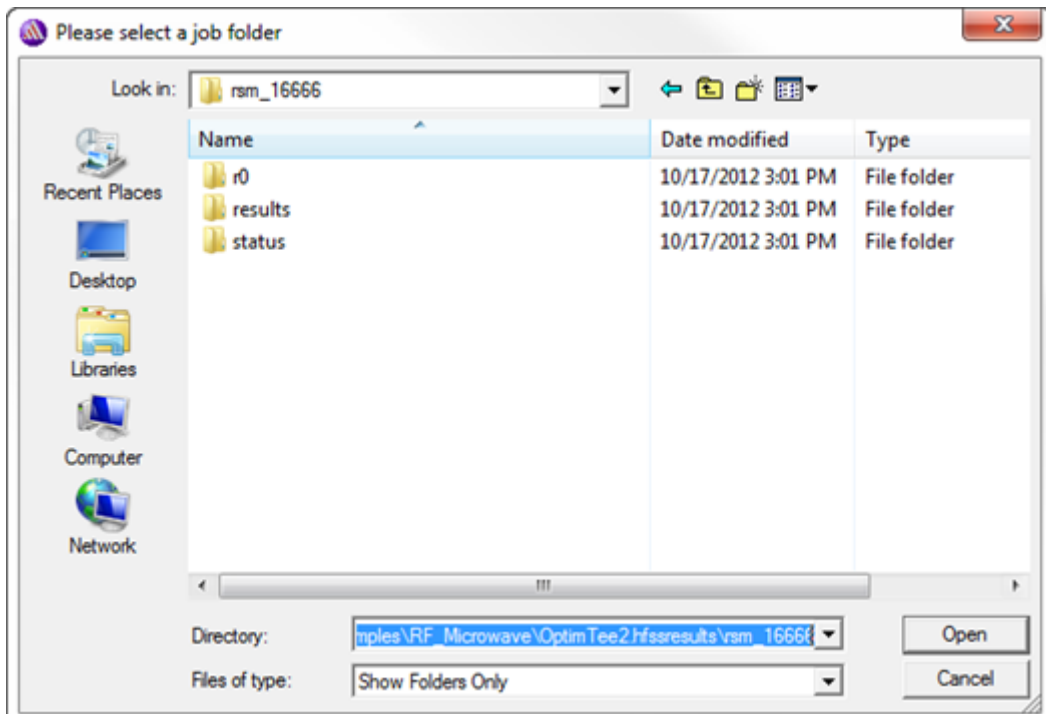 Please select a job folder
Look in: rsm_16666
Name Date modified Type
r0 10/17/2012 3:01 PM File folder
results 10/17/2012 3:01 PM File folder
status 10/17/2012 3:01 PM File folder
Recent Places
Desktop
Libraries
Computer
Network
Directory: mples\RF_Microwave\OptimTee2.hfssresults\rsm_16666 Open
Files of type: Show Folders Only Cancel